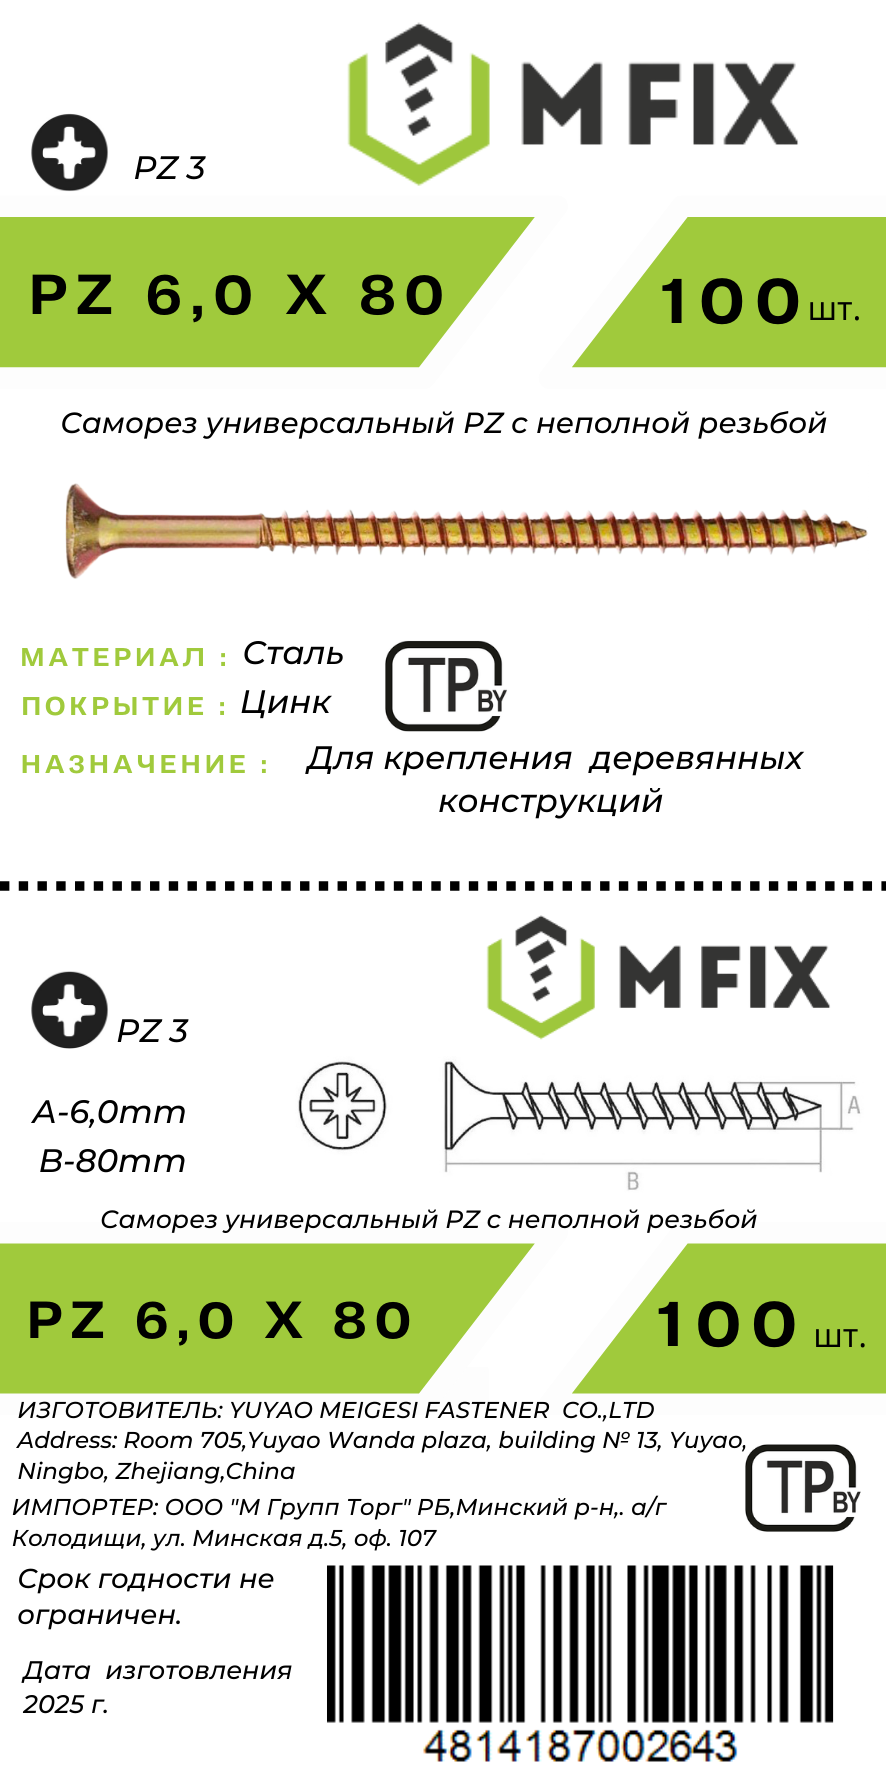 MFIX
PZ 3
PZ 6,0 X 80
100 шт.
Саморез универсальный PZ с неполной резьбой
МАТЕРИАЛ : Сталь
ПОКРЫТИЕ : Цинк
TP BY
НАЗНАЧЕНИЕ : Для крепления деревянных
конструкций
MFIX
PZ 3
A-6,0mm
B-80mm
A
B
Саморез универсальный PZ с неполной резьбой
PZ 6,0 X 80
100 шт.
ИЗГОТОВИТЕЛЬ: YUYAO MEIGESI FASTENER CO.,LTD
Address: Room 705,Yuyao Wanda plaza, building № 13, Yuyao,
Ningbo, Zhejiang,China
TP BY
ИМПОРТЕР: ООО "М Групп Торг" РБ,Минский р-н,. а/г
Колодищи, ул. Минская д.5, оф. 107
Срок годности не
ограничен.
Дата изготовления
2025 г.
4814187002643